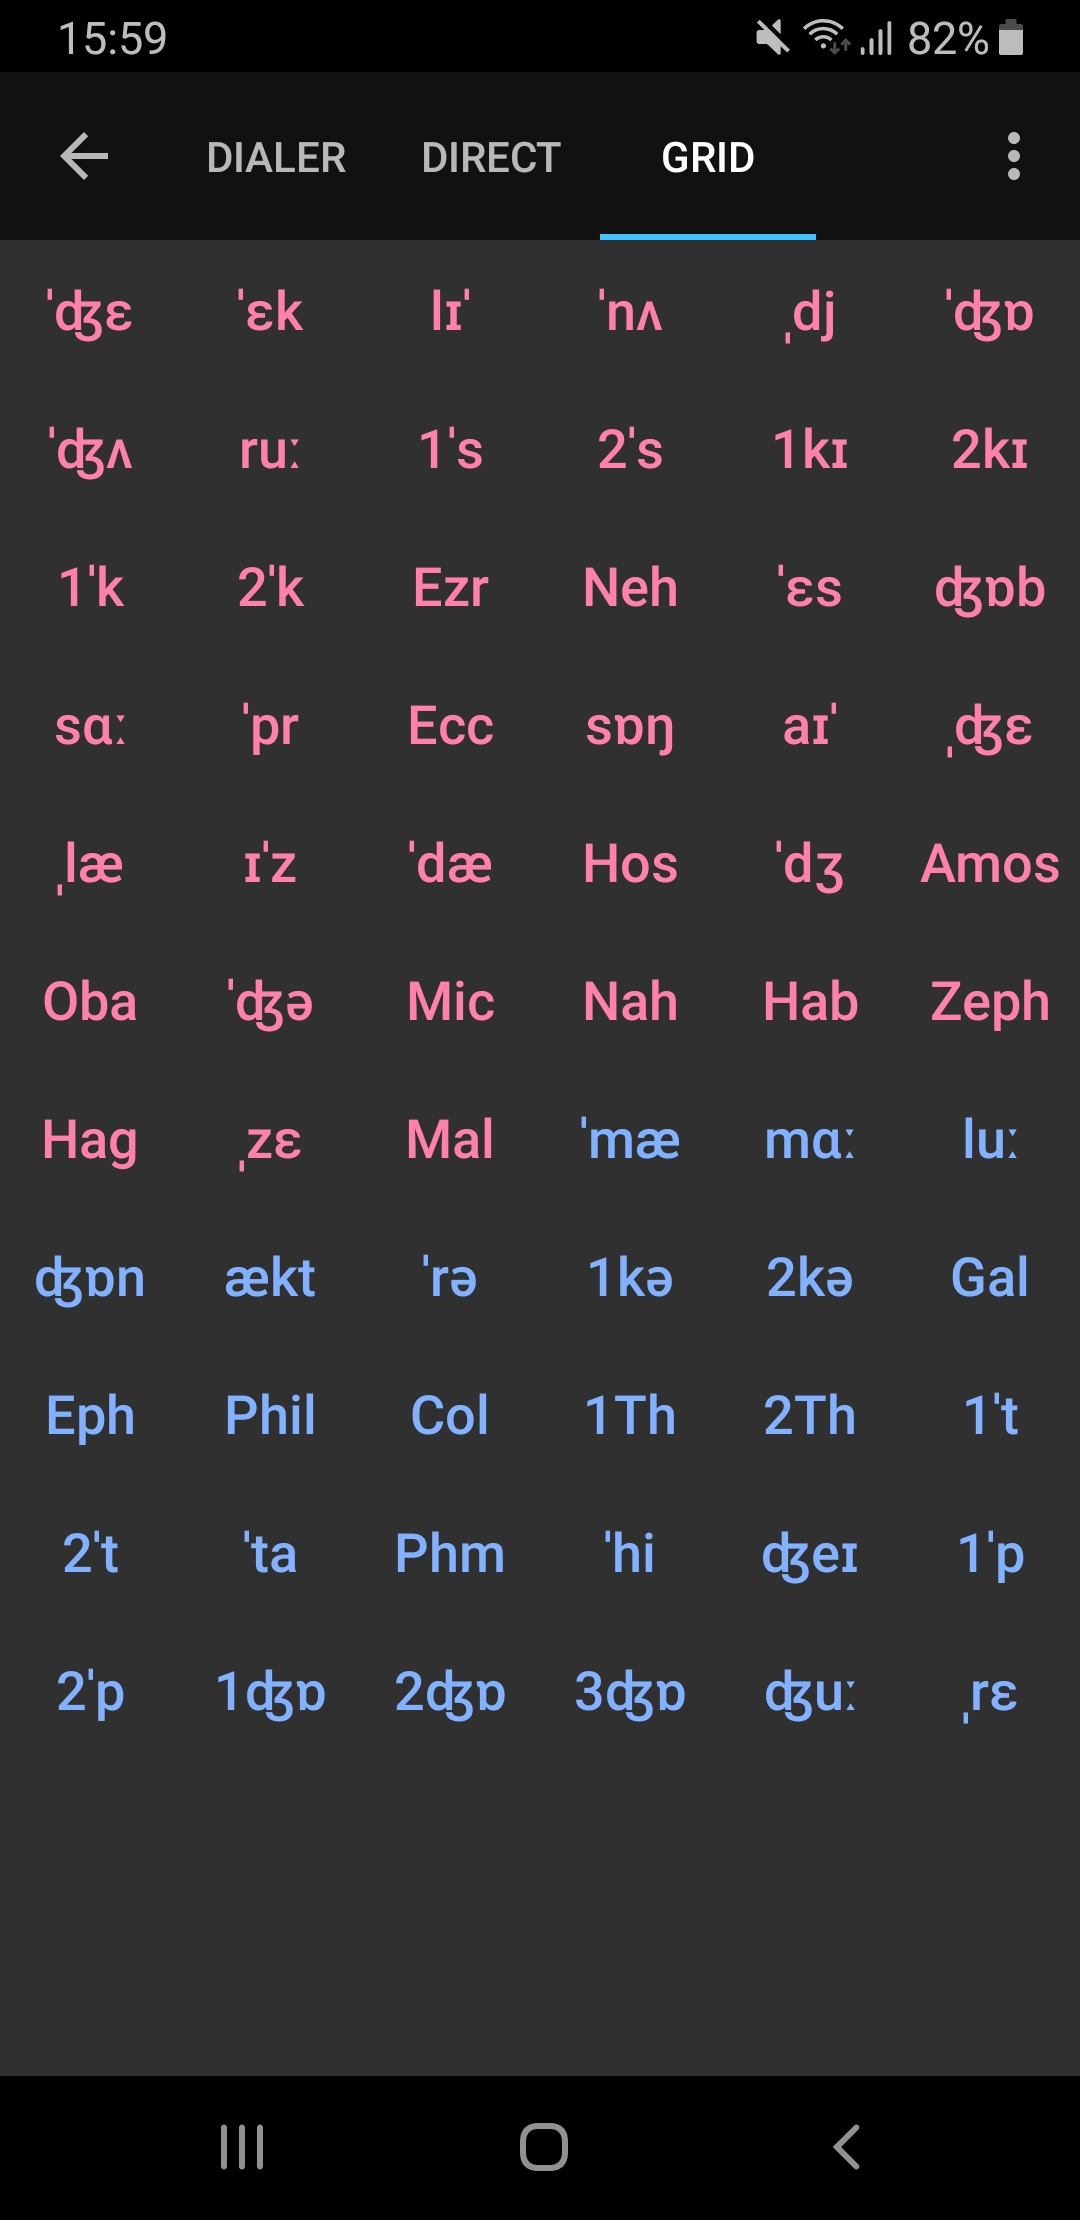 15:59 82%
DIALER DIRECT GRID
ˈʤɛ ˈɛk lɪˈ ˈnʌ ˌdj ˈʤɒ
ˈʤʌ ruː 1ˈs 2ˈs 1kɪ 2kɪ
1ˈk 2ˈk Ezr Neh ˈɛs ʤɒb
sɑː ˈpr Ecc sɒŋ aɪˈ ˌʤɛ
ˌlæ ɪˈz ˈdæ Hos ˈdʒ Amos
Oba ˈʤə Mic Nah Hab Zeph
Hag ˌzɛ Mal ˈmæ mɑː luː
ʤɒn ækt ˈrə 1kə 2kə Gal
Eph Phil Col 1Th 2Th 1ˈt
2ˈt ˈta Phm ˈhi ʤeɪ 1ˈp
2ˈp 1ʤɒ 2ʤɒ 3ʤɒ ʤuː ˌrɛ